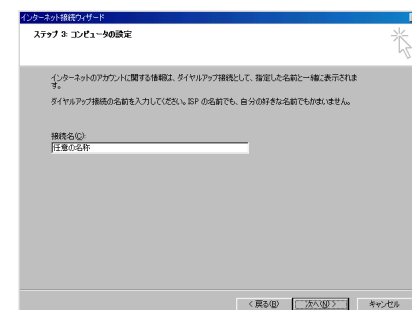 インターネット接続ウィザード
ステップ 3: コンピュータの設定
インターネットのアカウントに関する情報は、ダイヤルアップ接続として、指定した名前と一緒に表示されま
す。
ダイヤルアップ接続の名前を入力してください。ISP の名前でも、自分の好きな名前でもかまいません。
接続名(C):
任意の名称
< 戻る(B)
次へ(N) >
キャンセル